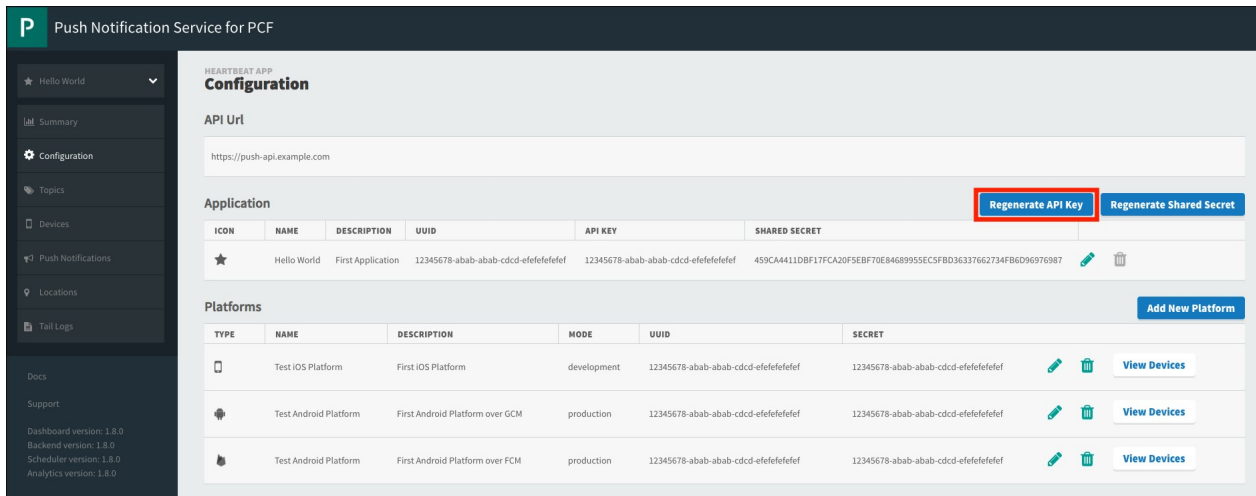 P Push Notification Service for PCF
Hello World
Summary
Configuration
Topics
Devices
Push Notifications
Locations
Tail Logs
Docs
Support
Dashboard version: 1.8.0
Backend version: 1.8.0
Scheduler version: 1.8.0
Analytics version: 1.8.0
HEARTBEAT APP
Configuration
API Url
https://push-api.example.com
Application Regenerate API Key Regenerate Shared Secret
ICON NAME DESCRIPTION UUID API KEY SHARED SECRET
Hello World First Application 12345678-abab-abab-cdcd-efefefefefef 12345678-abab-abab-cdcd-efefefefefef 459CA4411DBF17FCA20F5EBF70E84689955EC5FBD36337662734FB6D96976987
Platforms Add New Platform
TYPE NAME DESCRIPTION MODE UUID SECRET
Test iOS Platform First iOS Platform development 12345678-abab-abab-cdcd-efefefefefef 12345678-abab-abab-cdcd-efefefefefef View Devices
Test Android Platform First Android Platform over GCM production 12345678-abab-abab-cdcd-efefefefefef 12345678-abab-abab-cdcd-efefefefefef View Devices
Test Android Platform First Android Platform over FCM production 12345678-abab-abab-cdcd-efefefefefef 12345678-abab-abab-cdcd-efefefefefef View Devices